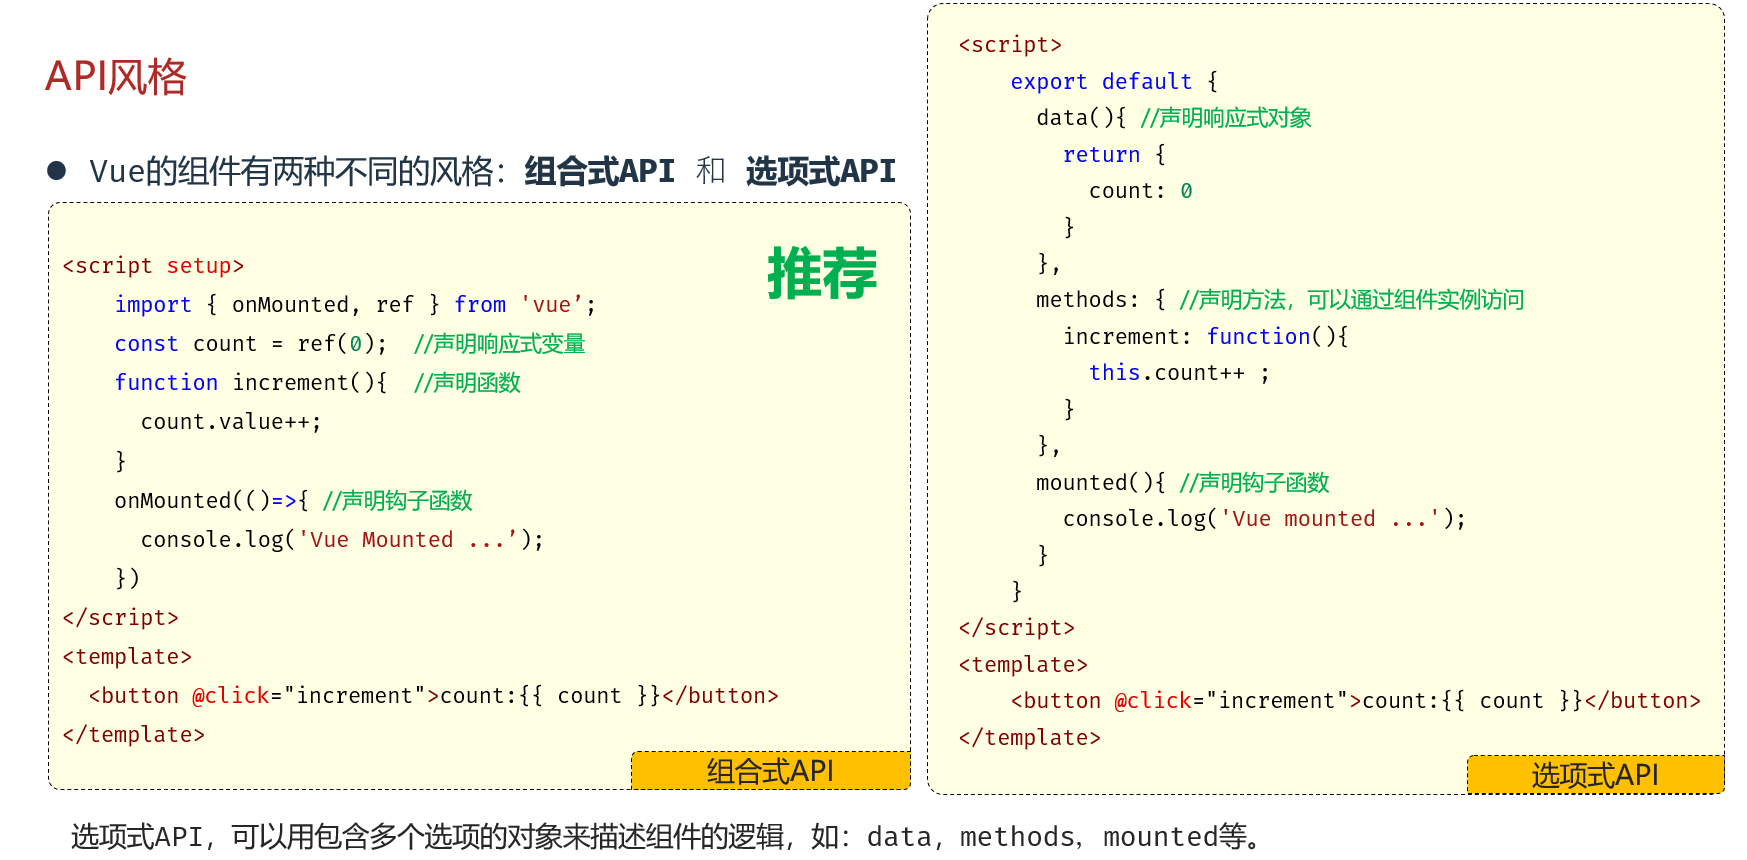 API风格
● Vue的组件有两种不同的风格：组合式API 和 选项式API
推荐
<script setup>
    import { onMounted, ref } from 'vue’;
    const count = ref(0);  //声明响应式变量
    function increment(){  //声明函数
      count.value++;
    }
    onMounted(()=>{ //声明钩子函数
      console.log('Vue Mounted ...’);
    })
</script>
<template>
  <button @click="increment">count:{{ count }}</button>
</template>
组合式API
<script>
    export default {
      data(){ //声明响应式对象
        return {
          count: 0
        }
      },
      methods: { //声明方法，可以通过组件实例访问
        increment: function(){
          this.count++ ;
        }
      },
      mounted(){ //声明钩子函数
        console.log('Vue mounted ...');
      }
    }
</script>
<template>
    <button @click="increment">count:{{ count }}</button>
</template>
选项式API
选项式API，可以用包含多个选项的对象来描述组件的逻辑，如：data，methods，mounted等。